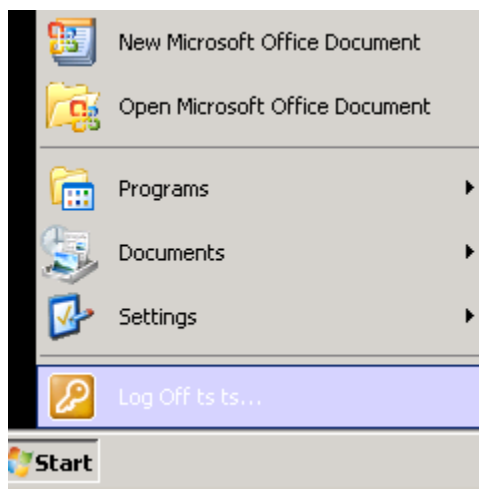 New Microsoft Office Document
Open Microsoft Office Document
Programs
Documents
Settings
Log Off ts ts...
Start